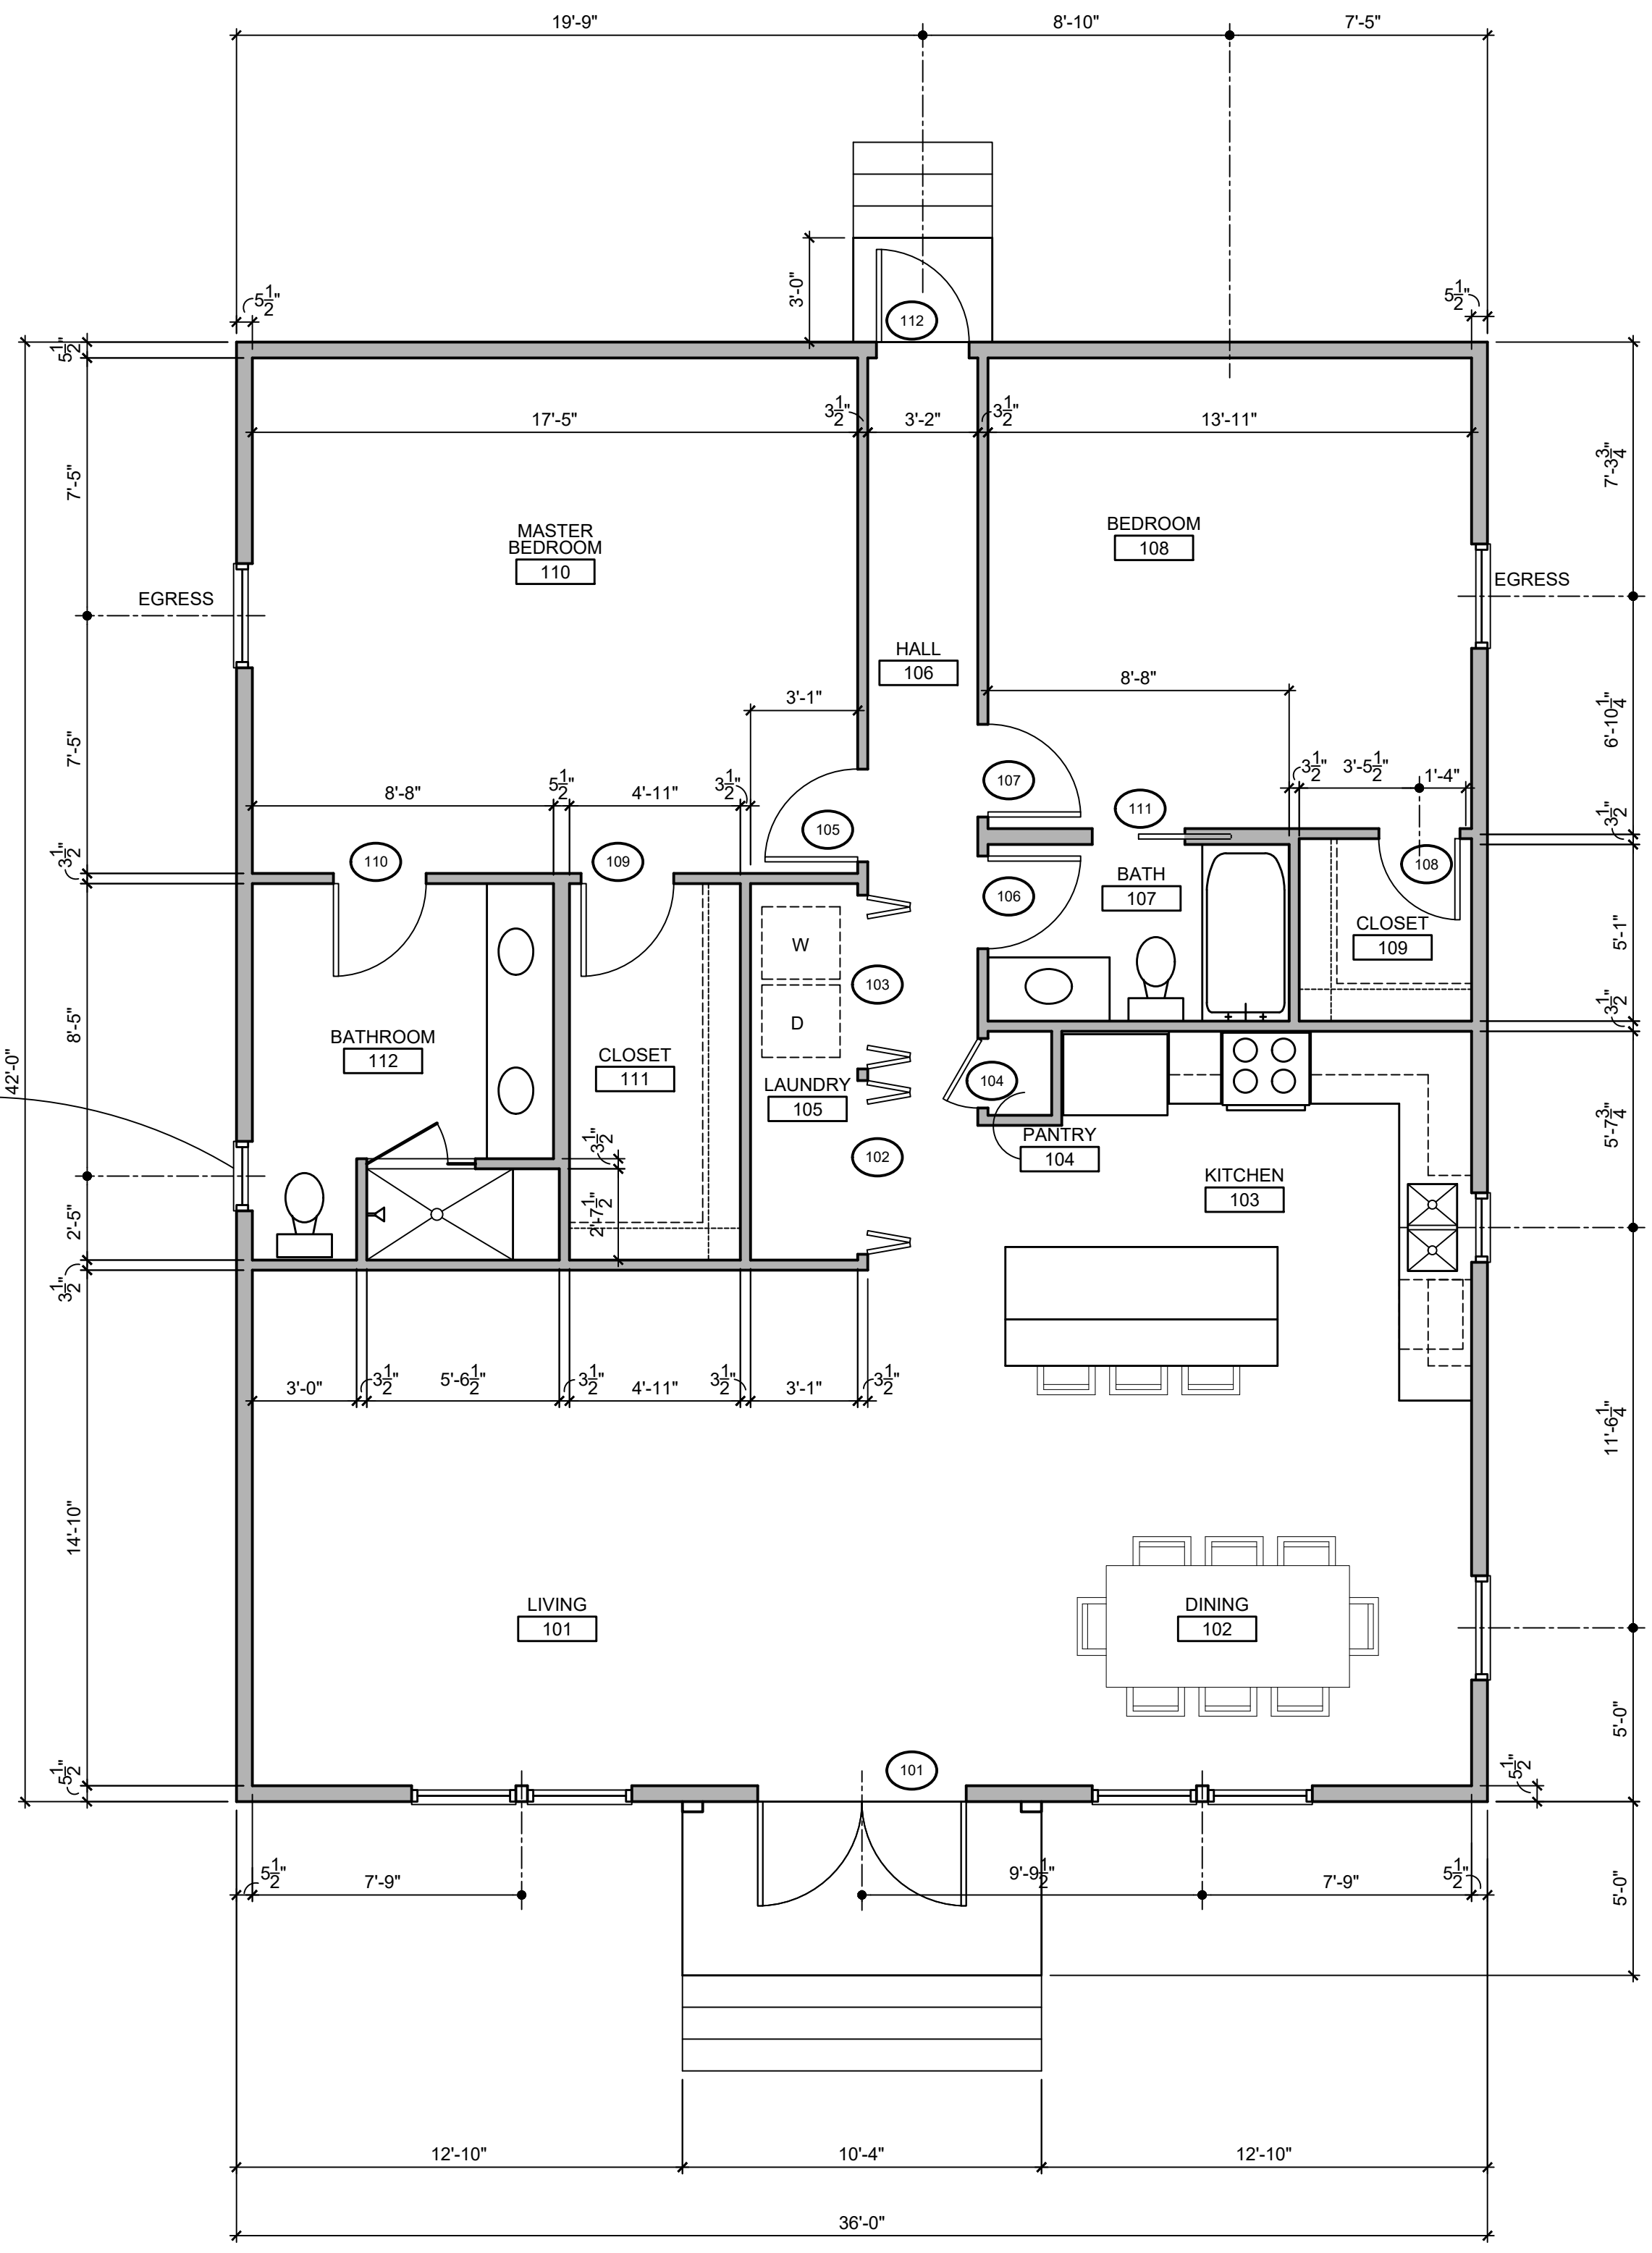 19'-9" 8'-10" 7'-5"
3'-0"
5 1/2" 5 1/2"
5 1/2"
17'-5" 3 1/2" 3'-2" 3 1/2" 13'-11"
112
7'-5" 7'-3 3/4"
MASTER
BEDROOM
110
BEDROOM
108
EGRESS EGRESS
HALL
106
8'-8"
3'-1"
7'-5" 6'-10 1/4"
8'-8" 5 1/2" 4'-11" 3 1/2"
3 1/2" 3'-5 1/2" 1'-4"
107
111
105
3 1/2"
110 109 108
3 1/2"
106
BATH
107
CLOSET
109
5'-1"
W
103
D
3 1/2"
8'-5"
BATHROOM
112
CLOSET
111
42'-0"
LAUNDRY
105
104
PANTRY
104
5'-7 3/4"
3 1/2"
102
KITCHEN
103
2'-5"
2'-7 1/2"
3 1/2"
3'-0" 3 1/2" 5'-6 1/2" 3 1/2" 4'-11" 3 1/2" 3'-1" 3 1/2"
11'-6 1/4"
14'-10"
LIVING
101
DINING
102
5'-0"
101
5 1/2" 5 1/2"
5 1/2" 7'-9" 9'-9 1/2" 7'-9" 5 1/2"
5'-0"
12'-10" 10'-4" 12'-10"
36'-0"